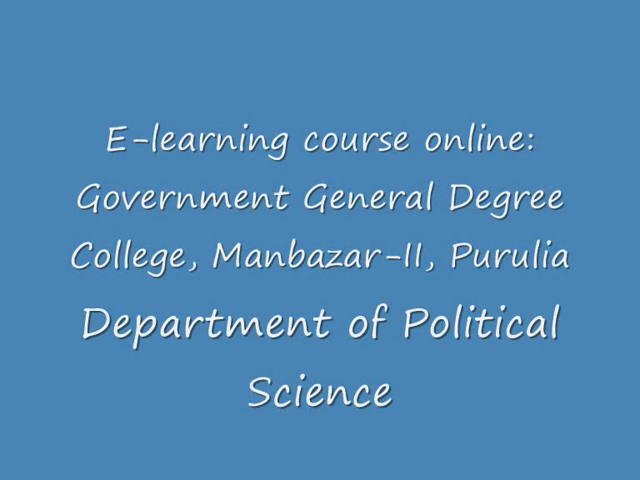 E-learning course online:
Government General Degree
College, Manbazar-II, Purulia
Department of Political
Science